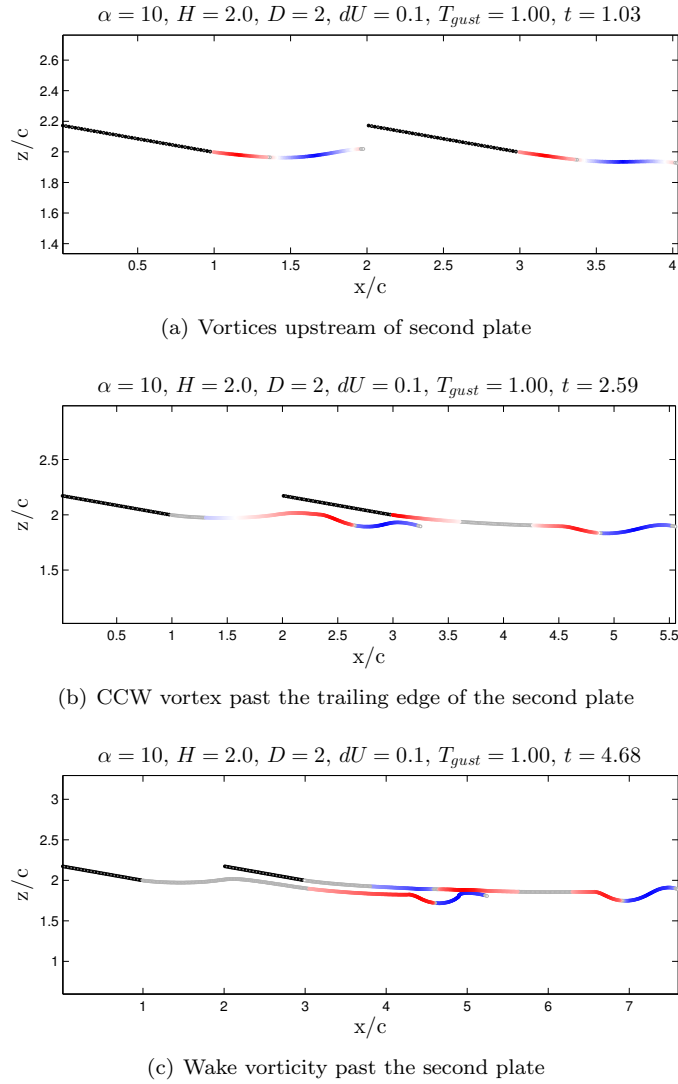 α = 10, H = 2.0, D = 2, dU = 0.1, T_gust = 1.00, t = 1.03
z/c
2.6
2.4
2.2
2
1.8
1.6
1.4
0.5 1 1.5 2 2.5 3 3.5 4
x/c
(a) Vortices upstream of second plate
α = 10, H = 2.0, D = 2, dU = 0.1, T_gust = 1.00, t = 2.59
z/c
2.5
2
1.5
0.5 1 1.5 2 2.5 3 3.5 4 4.5 5 5.5
x/c
(b) CCW vortex past the trailing edge of the second plate
α = 10, H = 2.0, D = 2, dU = 0.1, T_gust = 1.00, t = 4.68
z/c
3
2.5
2
1.5
1
1 2 3 4 5 6 7
x/c
(c) Wake vorticity past the second plate